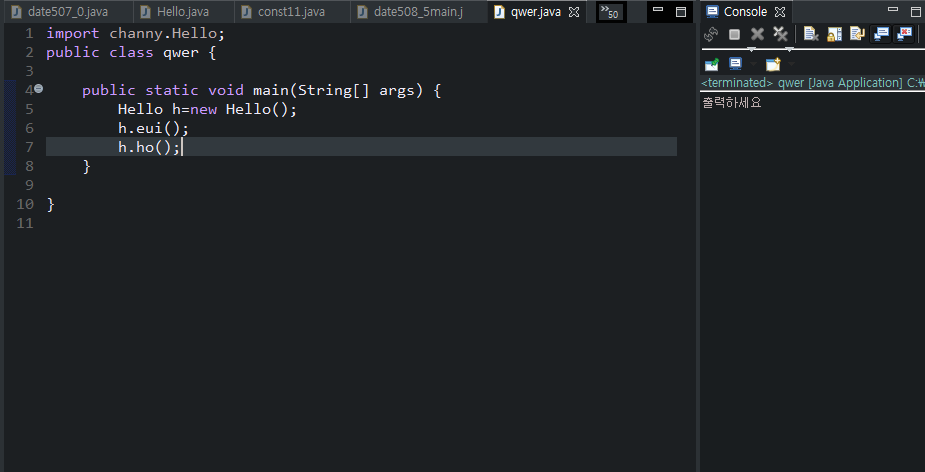 date507_0.java Hello.java const11.java date508_5main.j qwer.java »50
1 import channy.Hello;
2 public class qwer {
3
4 public static void main(String[] args) {
5 Hello h=new Hello();
6 h.eui();
7 h.ho();
8 }
9
10 }
11
Console
<terminated> qwer [Java Application] C:₩
출력하세요